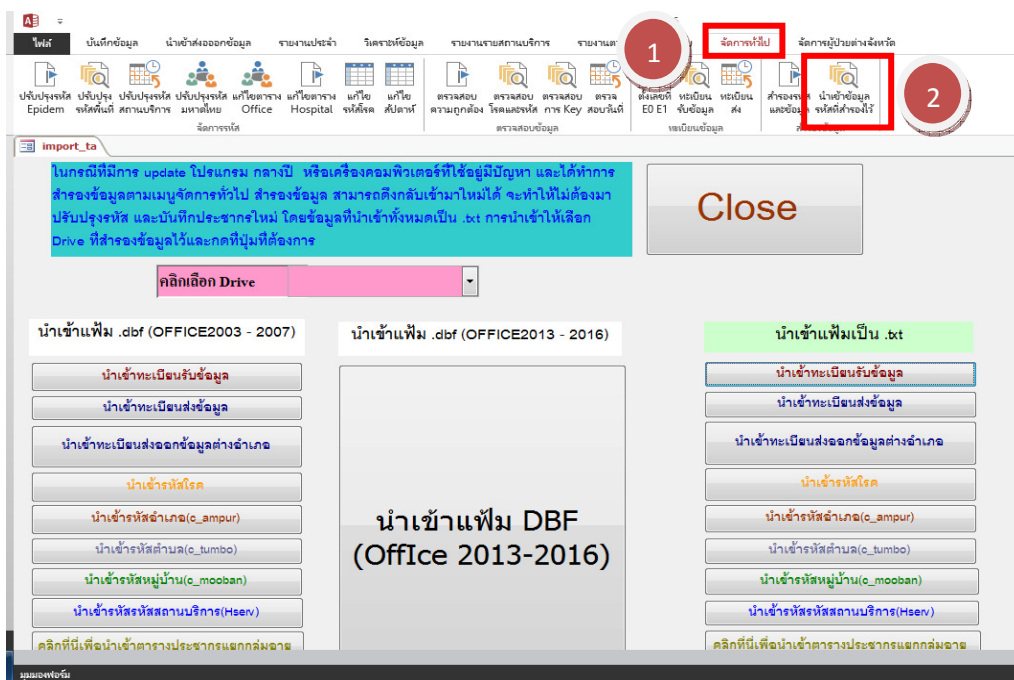 ไฟล์ บันทึกข้อมูล นำเข้าส่งออกข้อมูล รายงานประจำ วิเคราะห์ข้อมูล รายงานรายสถานบริการ จัดการทั่วไป จัดการผู้ป่วยต่างจังหวัด
1
2
ปรับปรุงรหัส ปรับปรุง ปรับปรุงรหัส ปรับปรุงรหัส แก้ไขตาราง แก้ไขตาราง แก้ไข แก้ไข ตรวจสอบ ตรวจสอบ ตรวจสอบ ตรวจ ตั้งเลขที่ ทะเบียน ทะเบียน สำรองรหัส นำเข้าข้อมูล
Epidem รหัสพื้นที่ สถานบริการ มหาดไทย Office Hospital รหัสโรค สัปดาห์ ความถูกต้อง โรคและรหัส การ Key สอบวันที่ E0 E1 รับข้อมูล ส่ง และข้อมูล รหัสที่สำรองไว้
จัดการรหัส ตรวจสอบข้อมูล ทะเบียนข้อมูล สำรองข้อมูล
import_ta
ในกรณีที่มีการ update โปรแกรม กลางปี หรือเครื่องคอมพิวเตอร์ที่ใช้อยู่มีปัญหา และได้ทำการ
สำรองข้อมูลตามเมนูจัดการทั่วไป สำรองข้อมูล สามารถดึงกลับเข้ามาใหม่ได้ จะทำให้ไม่ต้องมา
ปรับปรุงรหัส และบันทึกประชากรใหม่ โดยข้อมูลที่นำเข้าทั้งหมดเป็น .txt การนำเข้าให้เลือก
Drive ที่สำรองข้อมูลไว้และกดที่ปุ่มที่ต้องการ
Close
คลิกเลือก Drive
นำเข้าแฟ้ม .dbf (OFFICE2003 - 2007)
นำเข้าทะเบียนรับข้อมูล
นำเข้าทะเบียนส่งข้อมูล
นำเข้าทะเบียนส่งออกข้อมูลต่างอำเภอ
นำเข้ารหัสโรค
นำเข้ารหัสอำเภอ(c_ampur)
นำเข้ารหัสตำบล(c_tumbo)
นำเข้ารหัสหมู่บ้าน(c_mooban)
นำเข้ารหัสรหัสสถานบริการ(Hserv)
คลิกที่นี่เพื่อนำเข้าตารางประชากรแยกกลุ่มอายุ
นำเข้าแฟ้ม .dbf (OFFICE2013 - 2016)
นำเข้าแฟ้ม DBF
(OffIce 2013-2016)
นำเข้าแฟ้มเป็น .txt
นำเข้าทะเบียนรับข้อมูล
นำเข้าทะเบียนส่งข้อมูล
นำเข้าทะเบียนส่งออกข้อมูลต่างอำเภอ
นำเข้ารหัสโรค
นำเข้ารหัสอำเภอ(c_ampur)
นำเข้ารหัสตำบล(c_tumbo)
นำเข้ารหัสหมู่บ้าน(c_mooban)
นำเข้ารหัสรหัสสถานบริการ(Hserv)
คลิกที่นี่เพื่อนำเข้าตารางประชากรแยกกลุ่มอายุ
มุมมองฟอร์ม